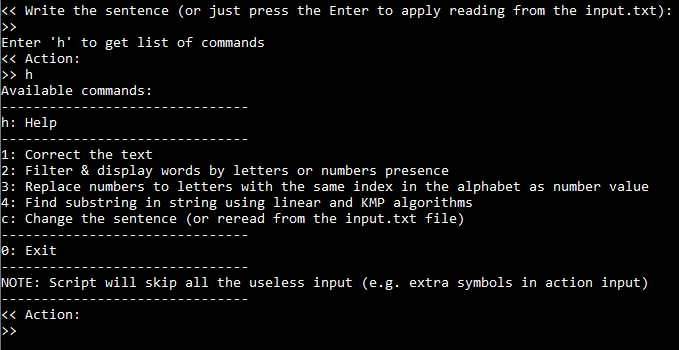 << Write the sentence (or just press the Enter to apply reading from the input.txt):
>>
Enter 'h' to get list of commands
<< Action:
>> h
Available commands:
-------------------------------
h: Help
-------------------------------
1: Correct the text
2: Filter & display words by letters or numbers presence
3: Replace numbers to letters with the same index in the alphabet as number value
4: Find substring in string using linear and KMP algorithms
c: Change the sentence (or reread from the input.txt file)
-------------------------------
0: Exit
-------------------------------
NOTE: Script will skip all the useless input (e.g. extra symbols in action input)
-------------------------------
<< Action:
>>